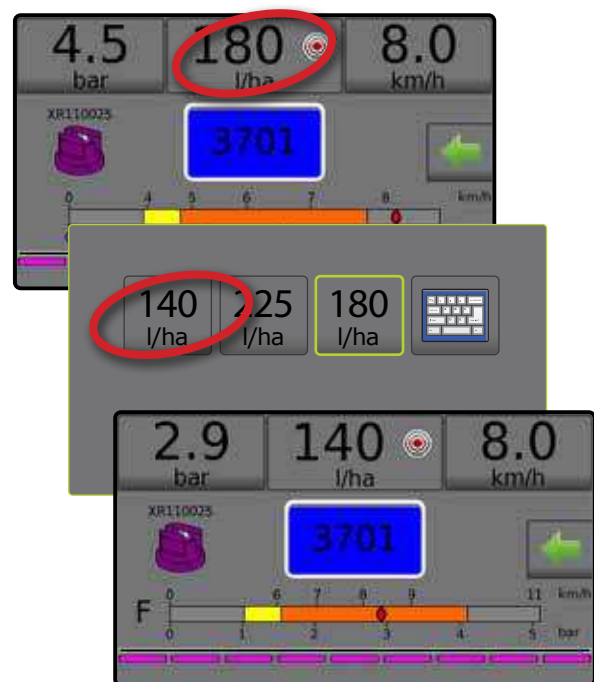 4.5 180 8.0
bar l/ha km/h
XR110025
3701
0 4 5 6 7 8 km/h
140 225 180
l/ha l/ha l/ha
2.9 140 8.0
bar l/ha km/h
XR110025
3701
0 6 7 8 9 11 km/h
F
0 1 2 3 4 5 bar